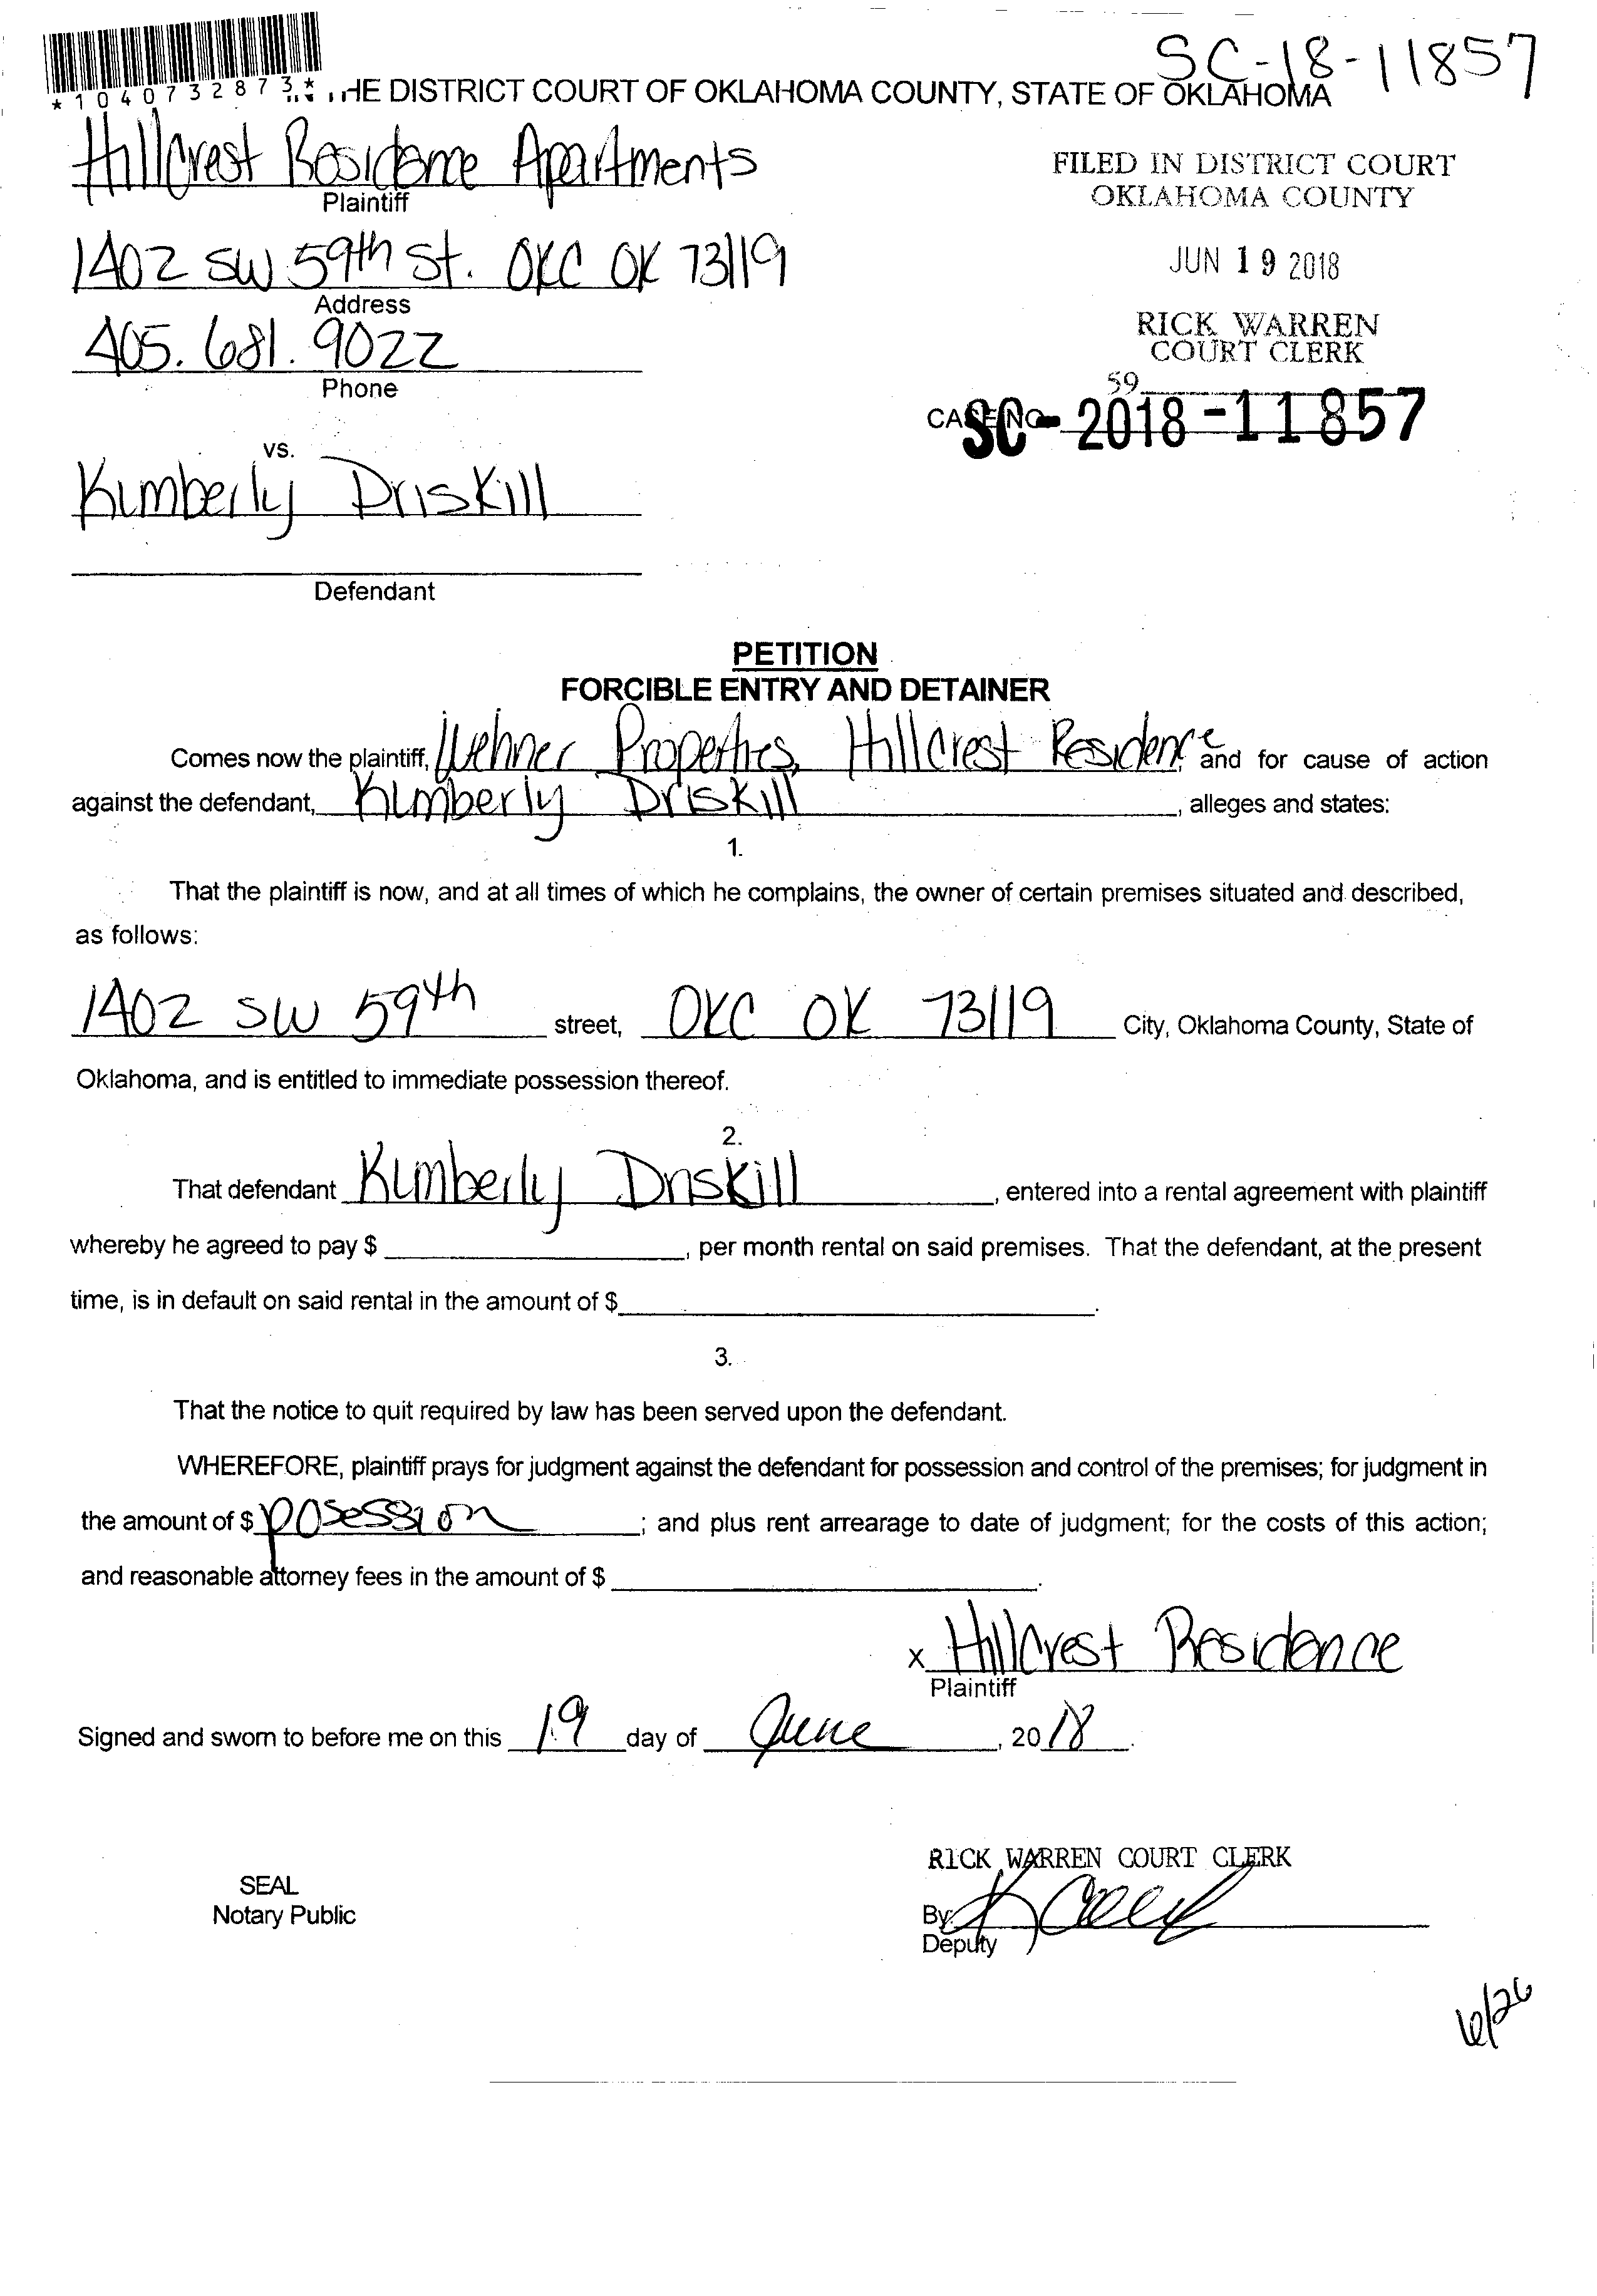 SC-18-11857
*1040732873* HE DISTRICT COURT OF OKLAHOMA COUNTY, STATE OF OKLAHOMA
Hillcrest Residence Apartments
Plaintiff
FILED IN DISTRICT COURT
OKLAHOMA COUNTY
1402 SW 59th St. OKC OK 73119
Address
JUN 19 2018
405.681.9022
Phone
RICK WARREN
COURT CLERK
59
CASE NO. SC-2018-11857
vs.
Kimberly Driskill
Defendant
PETITION
FORCIBLE ENTRY AND DETAINER
Comes now the plaintiff, Wehner Properties, Hillcrest Residence and for cause of action
against the defendant, Kimberly Driskill, alleges and states:
1.
That the plaintiff is now, and at all times of which he complains, the owner of certain premises situated and described,
as follows:
1402 SW 59th street, OKC OK 73119 City, Oklahoma County, State of
Oklahoma, and is entitled to immediate possession thereof.
2.
That defendant Kimberly Driskill, entered into a rental agreement with plaintiff
whereby he agreed to pay $, per month rental on said premises. That the defendant, at the present
time, is in default on said rental in the amount of $.
3.
That the notice to quit required by law has been served upon the defendant.
WHEREFORE, plaintiff prays for judgment against the defendant for possession and control of the premises; for judgment in
the amount of $ posession; and plus rent arrearage to date of judgment; for the costs of this action;
and reasonable attorney fees in the amount of $.
x Hillcrest Residence
Plaintiff
Signed and sworn to before me on this 19 day of June, 2018.
RICK WARREN COURT CLERK
SEAL
Notary Public
By
Deputy
6/26